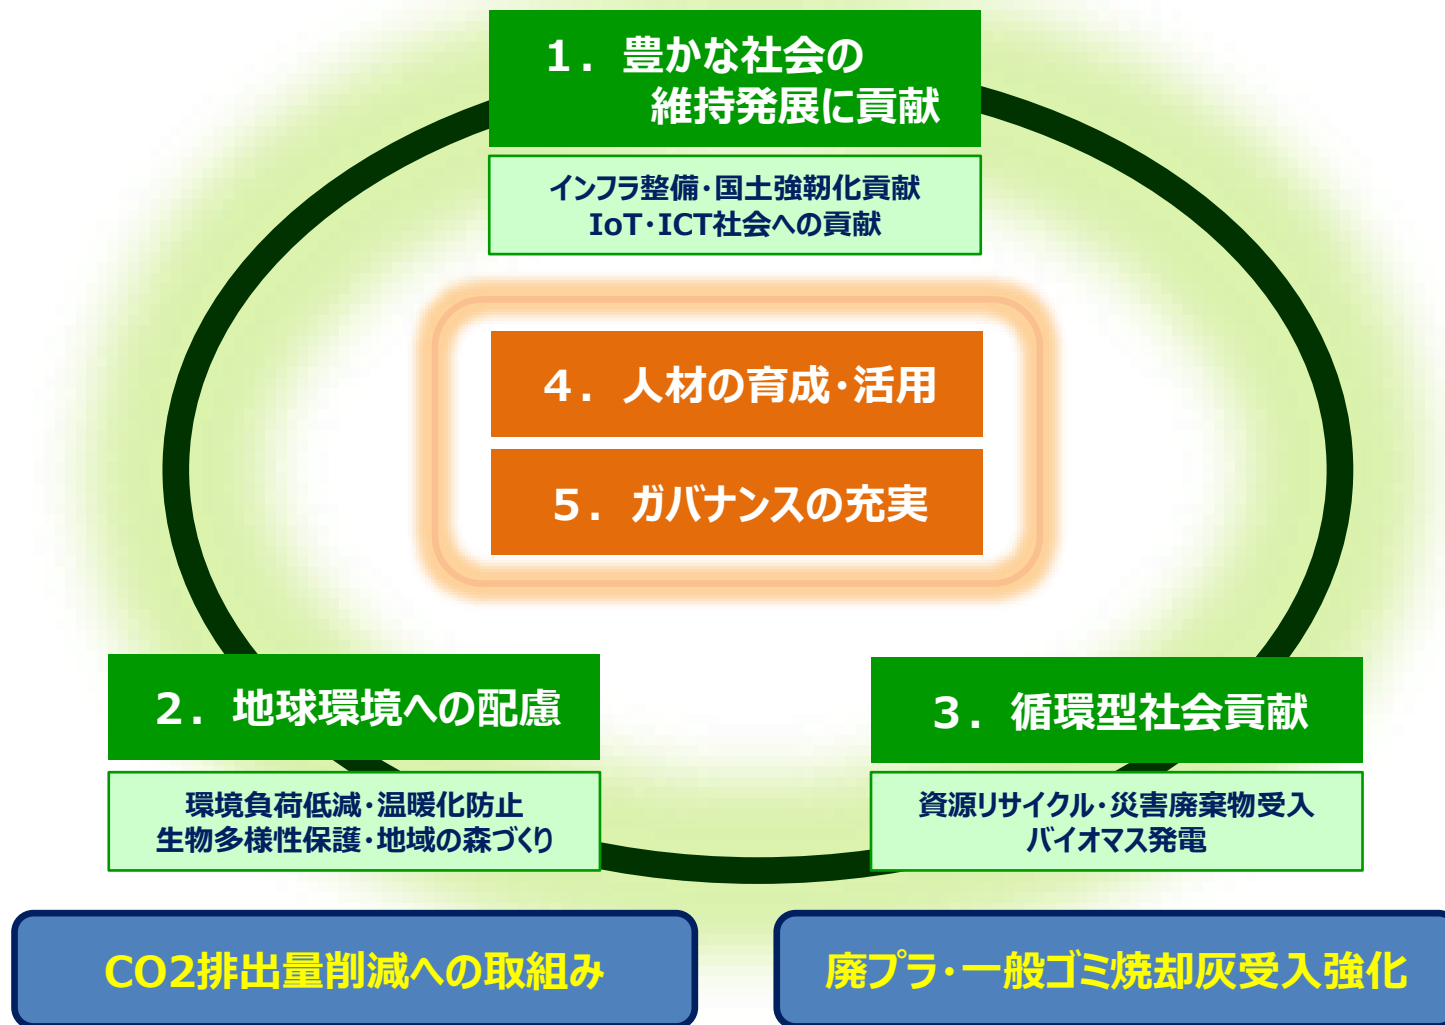 １．豊かな社会の
維持発展に貢献
インフラ整備・国土強靭化貢献
IoT・ICT社会への貢献
４．人材の育成・活用
５．ガバナンスの充実
２．地球環境への配慮
環境負荷低減・温暖化防止
生物多様性保護・地域の森づくり
３．循環型社会貢献
資源リサイクル・災害廃棄物受入
バイオマス発電
CO2排出量削減への取組み
廃プラ・一般ゴミ焼却灰受入強化